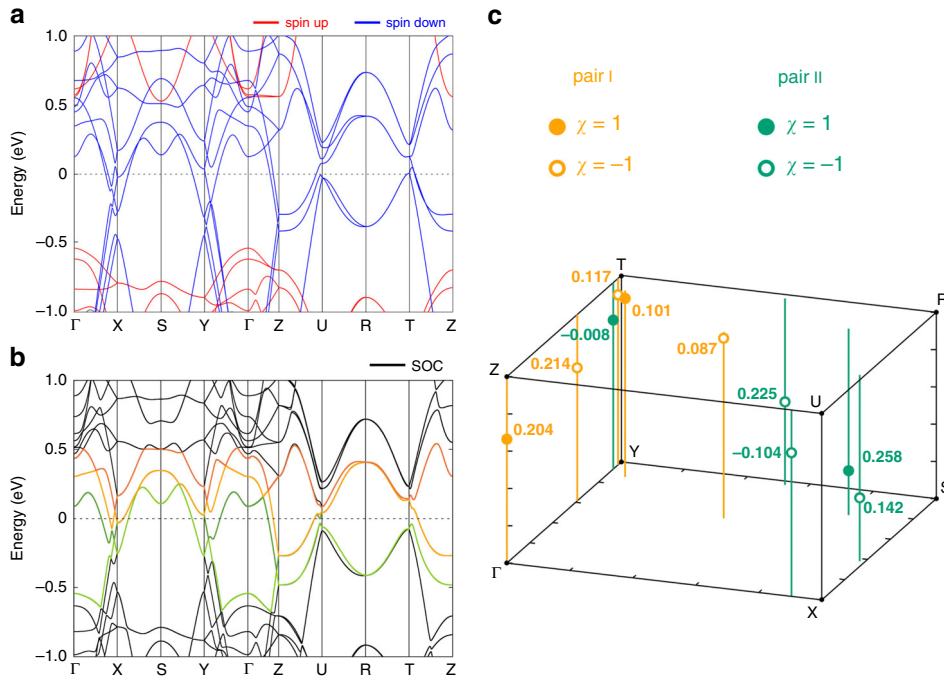 a
spin up
spin down
Energy (eV)
1.0
0.5
0
−0.5
−1.0
Γ X S Y Γ Z U R T Z
b
SOC
Energy (eV)
1.0
0.5
0
−0.5
−1.0
Γ X S Y Γ Z U R T Z
c
pair I
pair II
χ = 1
χ = 1
χ = −1
χ = −1
T
0.117
0.101
−0.008
0.087
0.214
Z
0.225
U
0.204
−0.104
0.258
Y
0.142
Γ
X